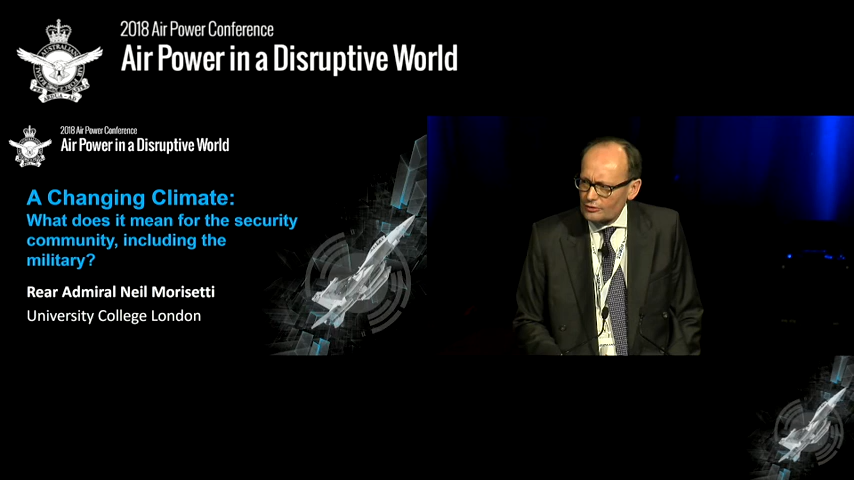 2018 Air Power Conference
Air Power in a Disruptive World
2018 Air Power Conference
Air Power in a Disruptive World
A Changing Climate:
What does it mean for the security
community, including the
military?
Rear Admiral Neil Morisetti
University College London